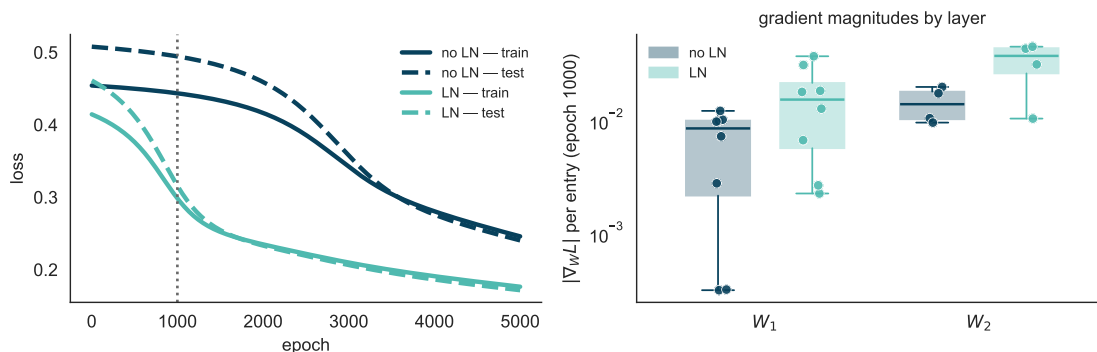 0.5
0.4
0.3
0.2
loss
0
1000
2000
3000
4000
5000
epoch
no LN — train
no LN — test
LN — train
LN — test
gradient magnitudes by layer
no LN
LN
10⁻²
10⁻³
|∇_W L| per entry (epoch 1000)
W₁
W₂